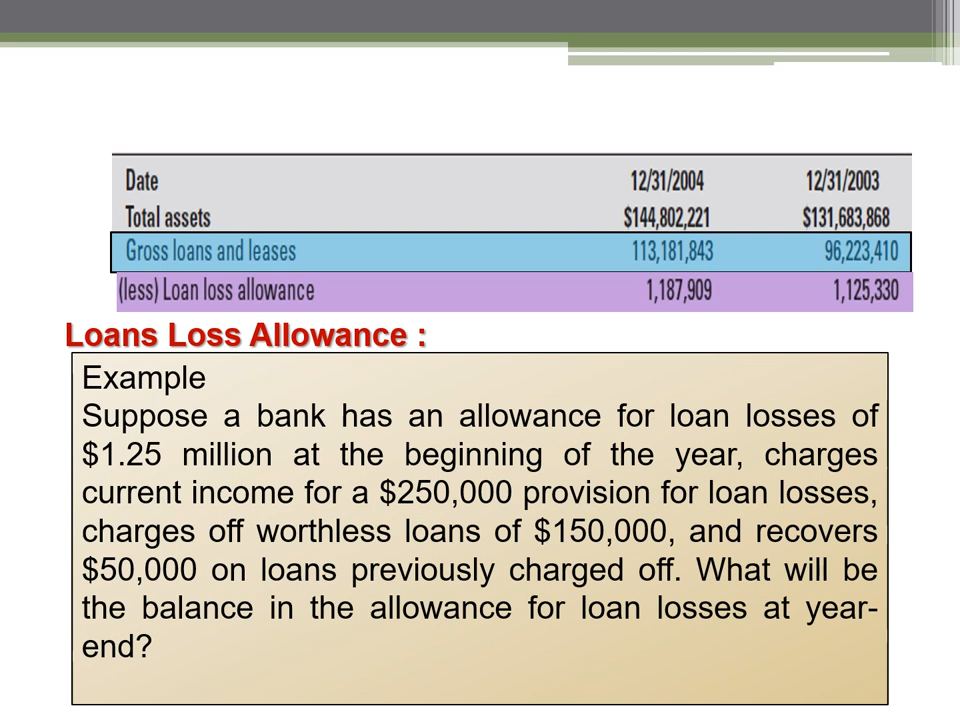 Date 12/31/2004 12/31/2003
Total assets $144,802,221 $131,683,868
Gross loans and leases 113,181,843 96,223,410
(less) Loan loss allowance 1,187,909 1,125,330
Loans Loss Allowance :
Example
Suppose a bank has an allowance for loan losses of
$1.25 million at the beginning of the year, charges
current income for a $250,000 provision for loan losses,
charges off worthless loans of $150,000, and recovers
$50,000 on loans previously charged off. What will be
the balance in the allowance for loan losses at year-
end?